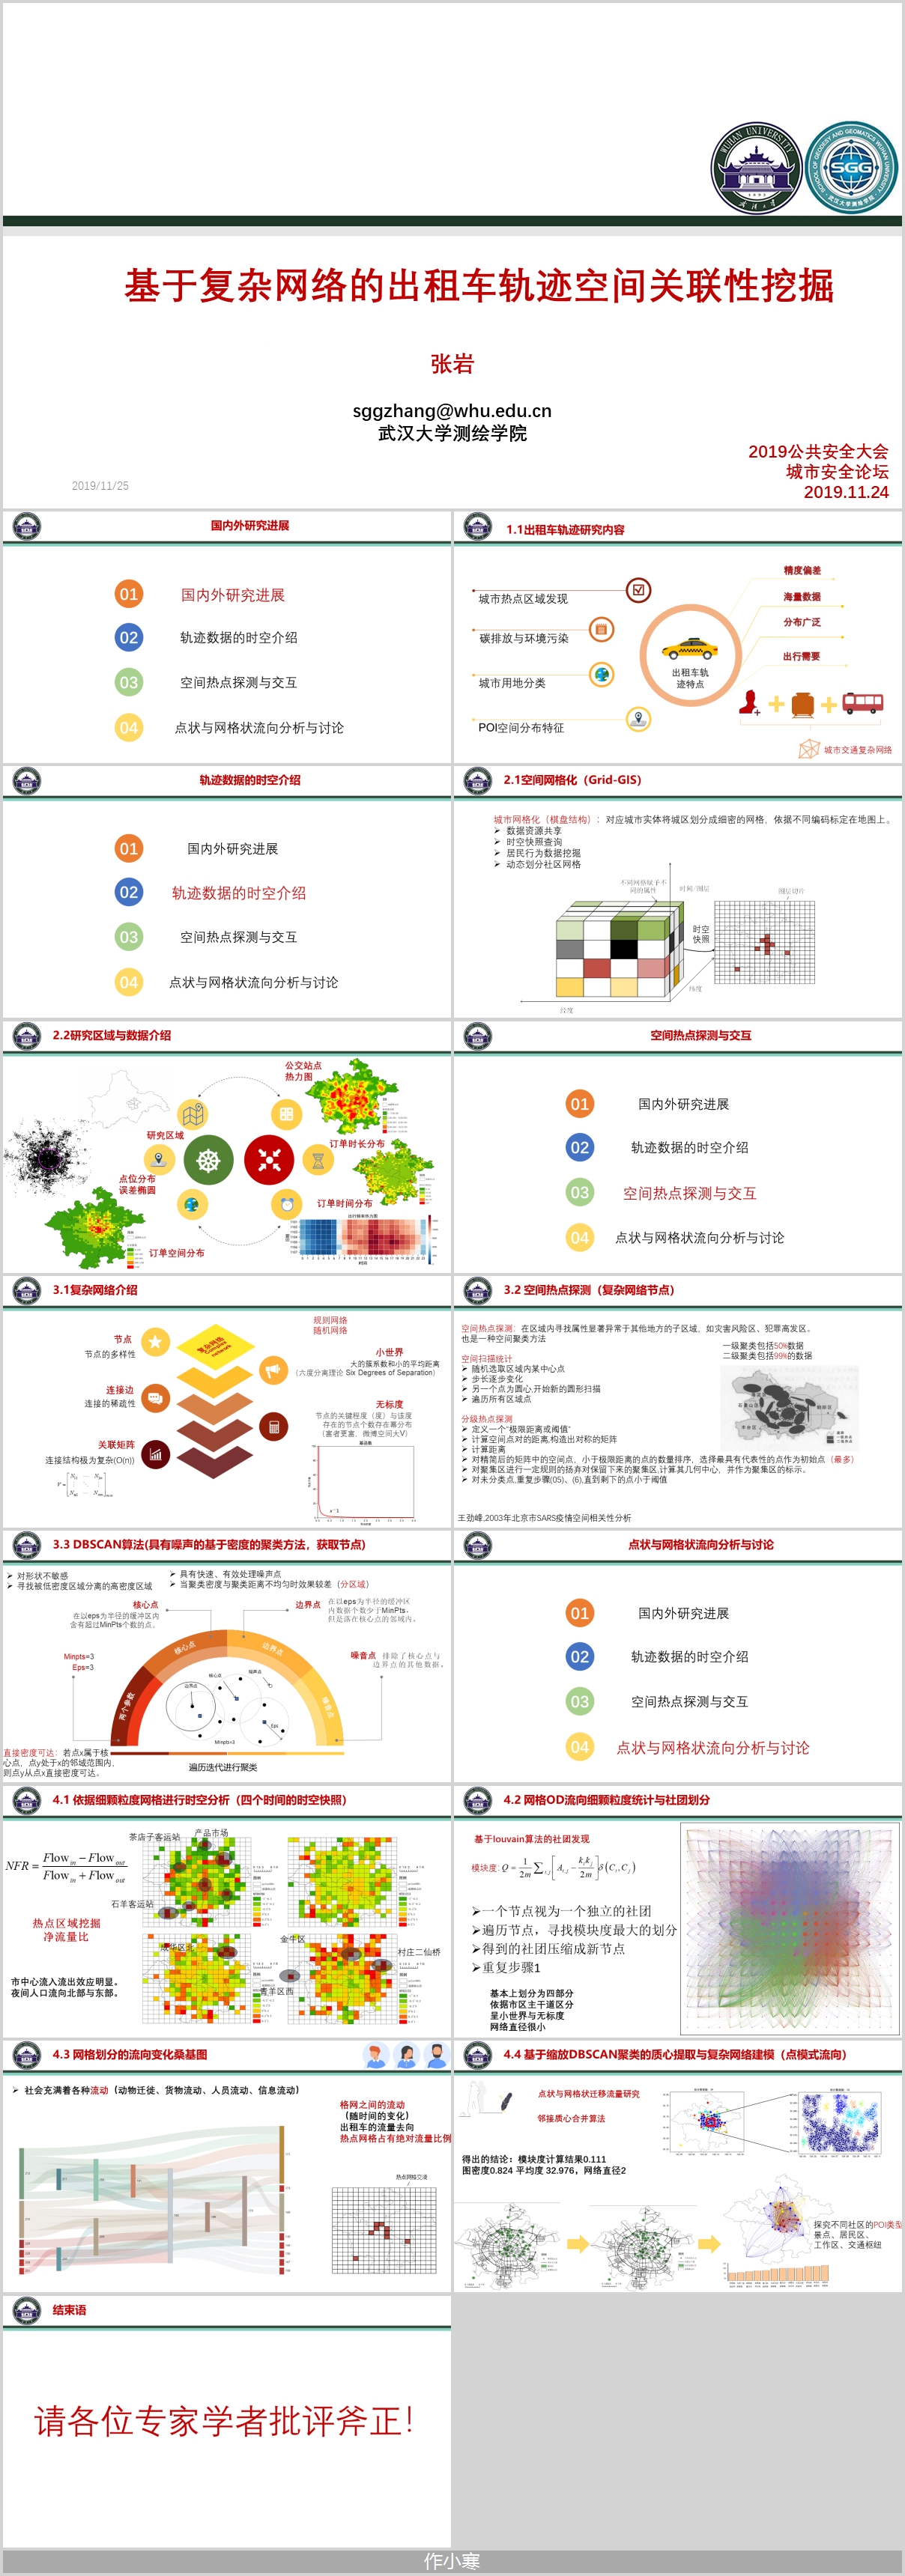 WUHAN UNIVERSITY
SCHOOL OF GEODESY AND GEOMATICS WUHAN UNIVERSITY
SGG
武汉大学测绘学院
基于复杂网络的出租车轨迹空间关联性挖掘
张岩
sggzhang@whu.edu.cn
武汉大学测绘学院
2019公共安全大会
城市安全论坛
2019.11.24
2019/11/25
国内外研究进展
01 国内外研究进展
02 轨迹数据的时空介绍
03 空间热点探测与交互
04 点状与网格状流向分析与讨论
1.1出租车轨迹研究内容
城市热点区域发现
碳排放与环境污染
城市用地分类
POI空间分布特征
出租车轨
迹特点
精度偏差
海量数据
分布广泛
出行需要
城市交通复杂网络
轨迹数据的时空介绍
01 国内外研究进展
02 轨迹数据的时空介绍
03 空间热点探测与交互
04 点状与网格状流向分析与讨论
2.1空间网格化（Grid-GIS）
城市网格化（棋盘结构）：对应城市实体将城区划分成细密的网格，依据不同编码标定在地图上。
➢ 数据资源共享
➢ 时空快照查询
➢ 居民行为数据挖掘
➢ 动态划分社区网格
不同网格赋予不
同的属性
时间/图层
图层切片
时空
快照
纬度
经度
2.2研究区域与数据介绍
公交站点
热力图
研究区域
订单时长分布
点位分布
误差椭圆
订单时间分布
订单空间分布
空间热点探测与交互
01 国内外研究进展
02 轨迹数据的时空介绍
03 空间热点探测与交互
04 点状与网格状流向分析与讨论
3.1复杂网络介绍
节点
节点的多样性
连接边
连接的稀疏性
关联矩阵
连接结构极为复杂(O(n))
复杂网络
规则网络
随机网络
小世界
大的簇系数和小的平均距离
（六度分离理论 Six Degrees of Separation）
无标度
节点的关键程度（度）与该度
存在的节点个数存在幂分布
（富者更富，微博空间大V）
3.2 空间热点探测（复杂网络节点）
空间热点探测：在区域内寻找属性显著异常于其他地方的子区域，如灾害风险区、犯罪高发区。
也是一种空间聚类方法
一级聚类包括50%数据
二级聚类包括99%的数据
空间扫描统计
➢ 随机选取区域内某中心点
➢ 步长逐步变化
➢ 另一个点为圆心,开始新的圆形扫描
➢ 遍历所有区域点
分级热点探测
➢ 定义一个“极限距离或阈值”
➢ 计算空间点对的距离,构造出对称的矩阵
➢ 计算距离
➢ 对精简后的矩阵中的空间点，小于极限距离的点的数量排序，选择最具有代表性的点作为初始点（最多）
➢ 对聚集区进行一定规则的扬弃对保留下来的聚集区,计算其几何中心，并作为聚集区的标示。
➢ 对未分类点,重复步骤(05)、(6),直到剩下的点小于阈值
王劲峰,2003年北京市SARS疫情空间相关性分析
3.3 DBSCAN算法(具有噪声的基于密度的聚类方法，获取节点)
➢ 对形状不敏感
➢ 寻找被低密度区域分离的高密度区域
➢ 具有快速、有效处理噪声点
➢ 当聚类密度与聚类距离不均匀时效果较差（分区域）
核心点
在以eps为半径的缓冲区内
含有超过MinPts个数的点。
边界点
在以eps为半径的缓冲区
内数据个数少于MinPts，
但是落在核心点的邻域内。
Minpts=3
Eps=3
噪音点 排除了核心点与
边界点的其他数据。
两个参数
核心点
边界点
噪音点
Minpts=3
Eps
直接密度可达：若点x属于核
心点，点y处于x的邻域范围内，
则点y从点x直接密度可达。
遍历迭代进行聚类
点状与网格状流向分析与讨论
01 国内外研究进展
02 轨迹数据的时空介绍
03 空间热点探测与交互
04 点状与网格状流向分析与讨论
4.1 依据细颗粒度网格进行时空分析（四个时间的时空快照）
NFR = (Flow in − Flow out) / (Flow in + Flow out)
热点区域挖掘
净流量比
市中心流入流出效应明显。
夜间人口流向北部与东部。
茶店子客运站
产品市场
石羊客运站
成华区北
金牛区
村庄二仙桥
青羊区西
4.2 网格OD流向细颗粒度统计与社团划分
基于louvain算法的社团发现
模块度: Q = 1/2m ∑ i,j [A i,j − k i k j / 2m] δ(C i, C j)
➢一个节点视为一个独立的社团
➢遍历节点，寻找模块度最大的划分
➢得到的社团压缩成新节点
➢重复步骤1
基本上划分为四部分
依据市区主干道区分
呈小世界与无标度
网络直径很小
4.3 网格划分的流向变化桑基图
➢ 社会充满着各种流动（动物迁徙、货物流动、人员流动、信息流动）
格网之间的流动
（随时间的变化）
出租车的流量去向
热点网格占有绝对流量比例
热点网格交流
4.4 基于缩放DBSCAN聚类的质心提取与复杂网络建模（点模式流向）
点状与网格状迁移流量研究
邻接质心合并算法
得出的结论：模块度计算结果0.111
图密度0.824 平均度 32.976，网络直径2
探究不同社区的POI类型
景点、居民区、
工作区、交通枢纽
结束语
请各位专家学者批评斧正！
作小寒